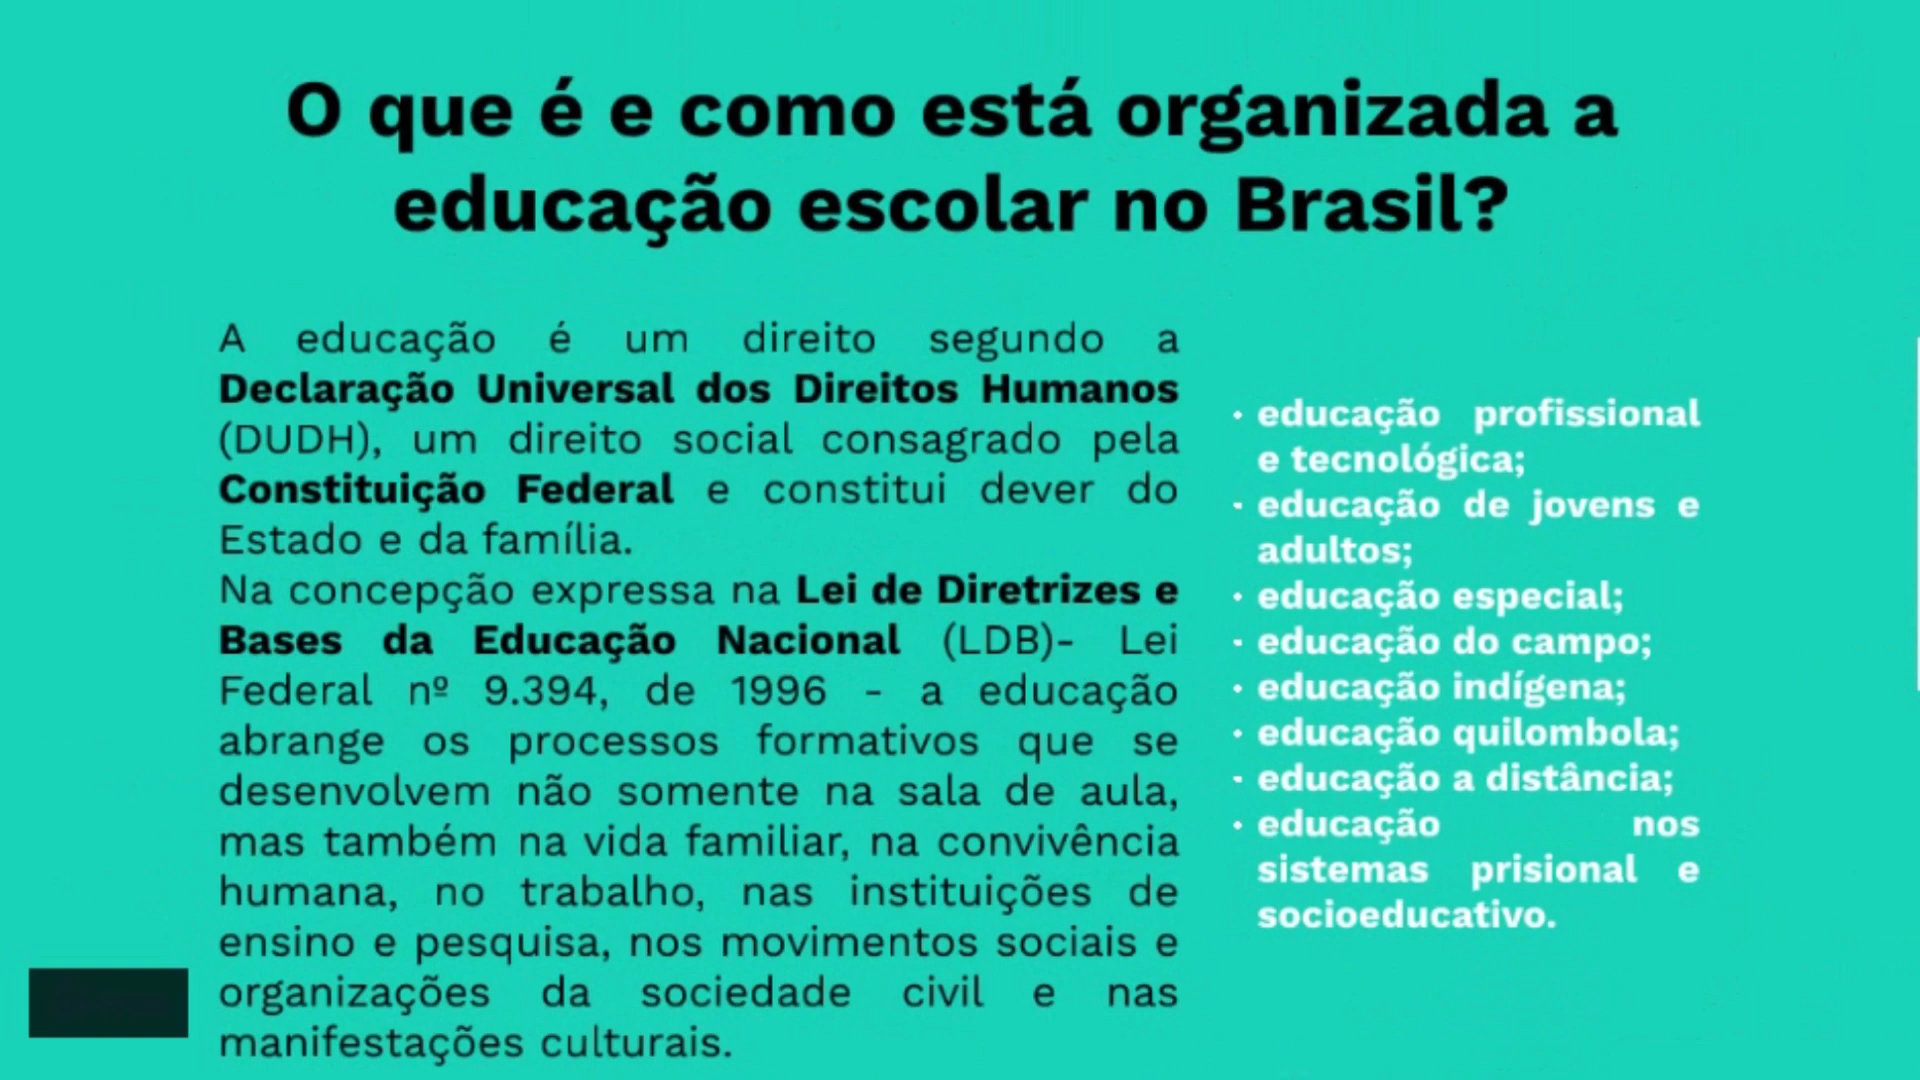 O que é e como está organizada a
educação escolar no Brasil?
A educação é um direito segundo a
Declaração Universal dos Direitos Humanos
(DUDH), um direito social consagrado pela
Constituição Federal e constitui dever do
Estado e da família.
Na concepção expressa na Lei de Diretrizes e
Bases da Educação Nacional (LDB)- Lei
Federal nº 9.394, de 1996 - a educação
abrange os processos formativos que se
desenvolvem não somente na sala de aula,
mas também na vida familiar, na convivência
humana, no trabalho, nas instituições de
ensino e pesquisa, nos movimentos sociais e
organizações da sociedade civil e nas
manifestações culturais.
· educação profissional
e tecnológica;
· educação de jovens e
adultos;
· educação especial;
· educação do campo;
· educação indígena;
· educação quilombola;
· educação a distância;
· educação nos
sistemas prisional e
socioeducativo.